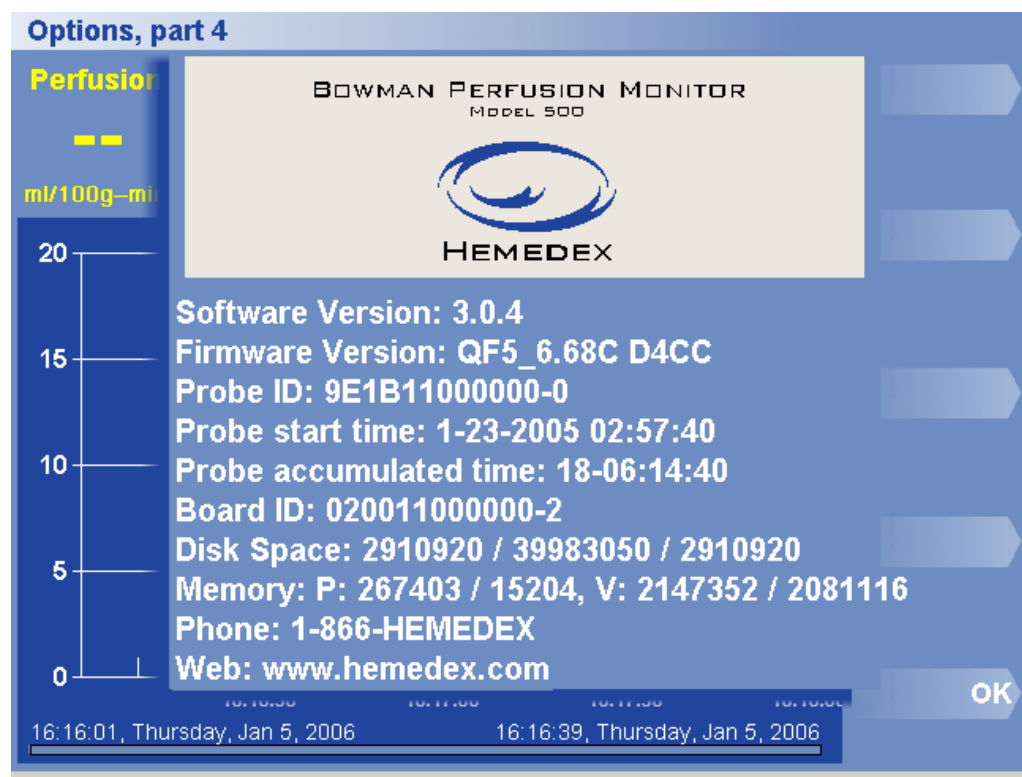 Options, part 4
Perfusion
--
ml/100g–min
BOWMAN PERFUSION MONITOR
MODEL 500
HEMEDEX
20
15
10
5
0
Software Version: 3.0.4
Firmware Version: QF5_6.68C D4CC
Probe ID: 9E1B11000000-0
Probe start time: 1-23-2005 02:57:40
Probe accumulated time: 18-06:14:40
Board ID: 020011000000-2
Disk Space: 2910920 / 39983050 / 2910920
Memory: P: 267403 / 15204, V: 2147352 / 2081116
Phone: 1-866-HEMEDEX
Web: www.hemedex.com
OK
16:16:01, Thursday, Jan 5, 2006
16:16:39, Thursday, Jan 5, 2006